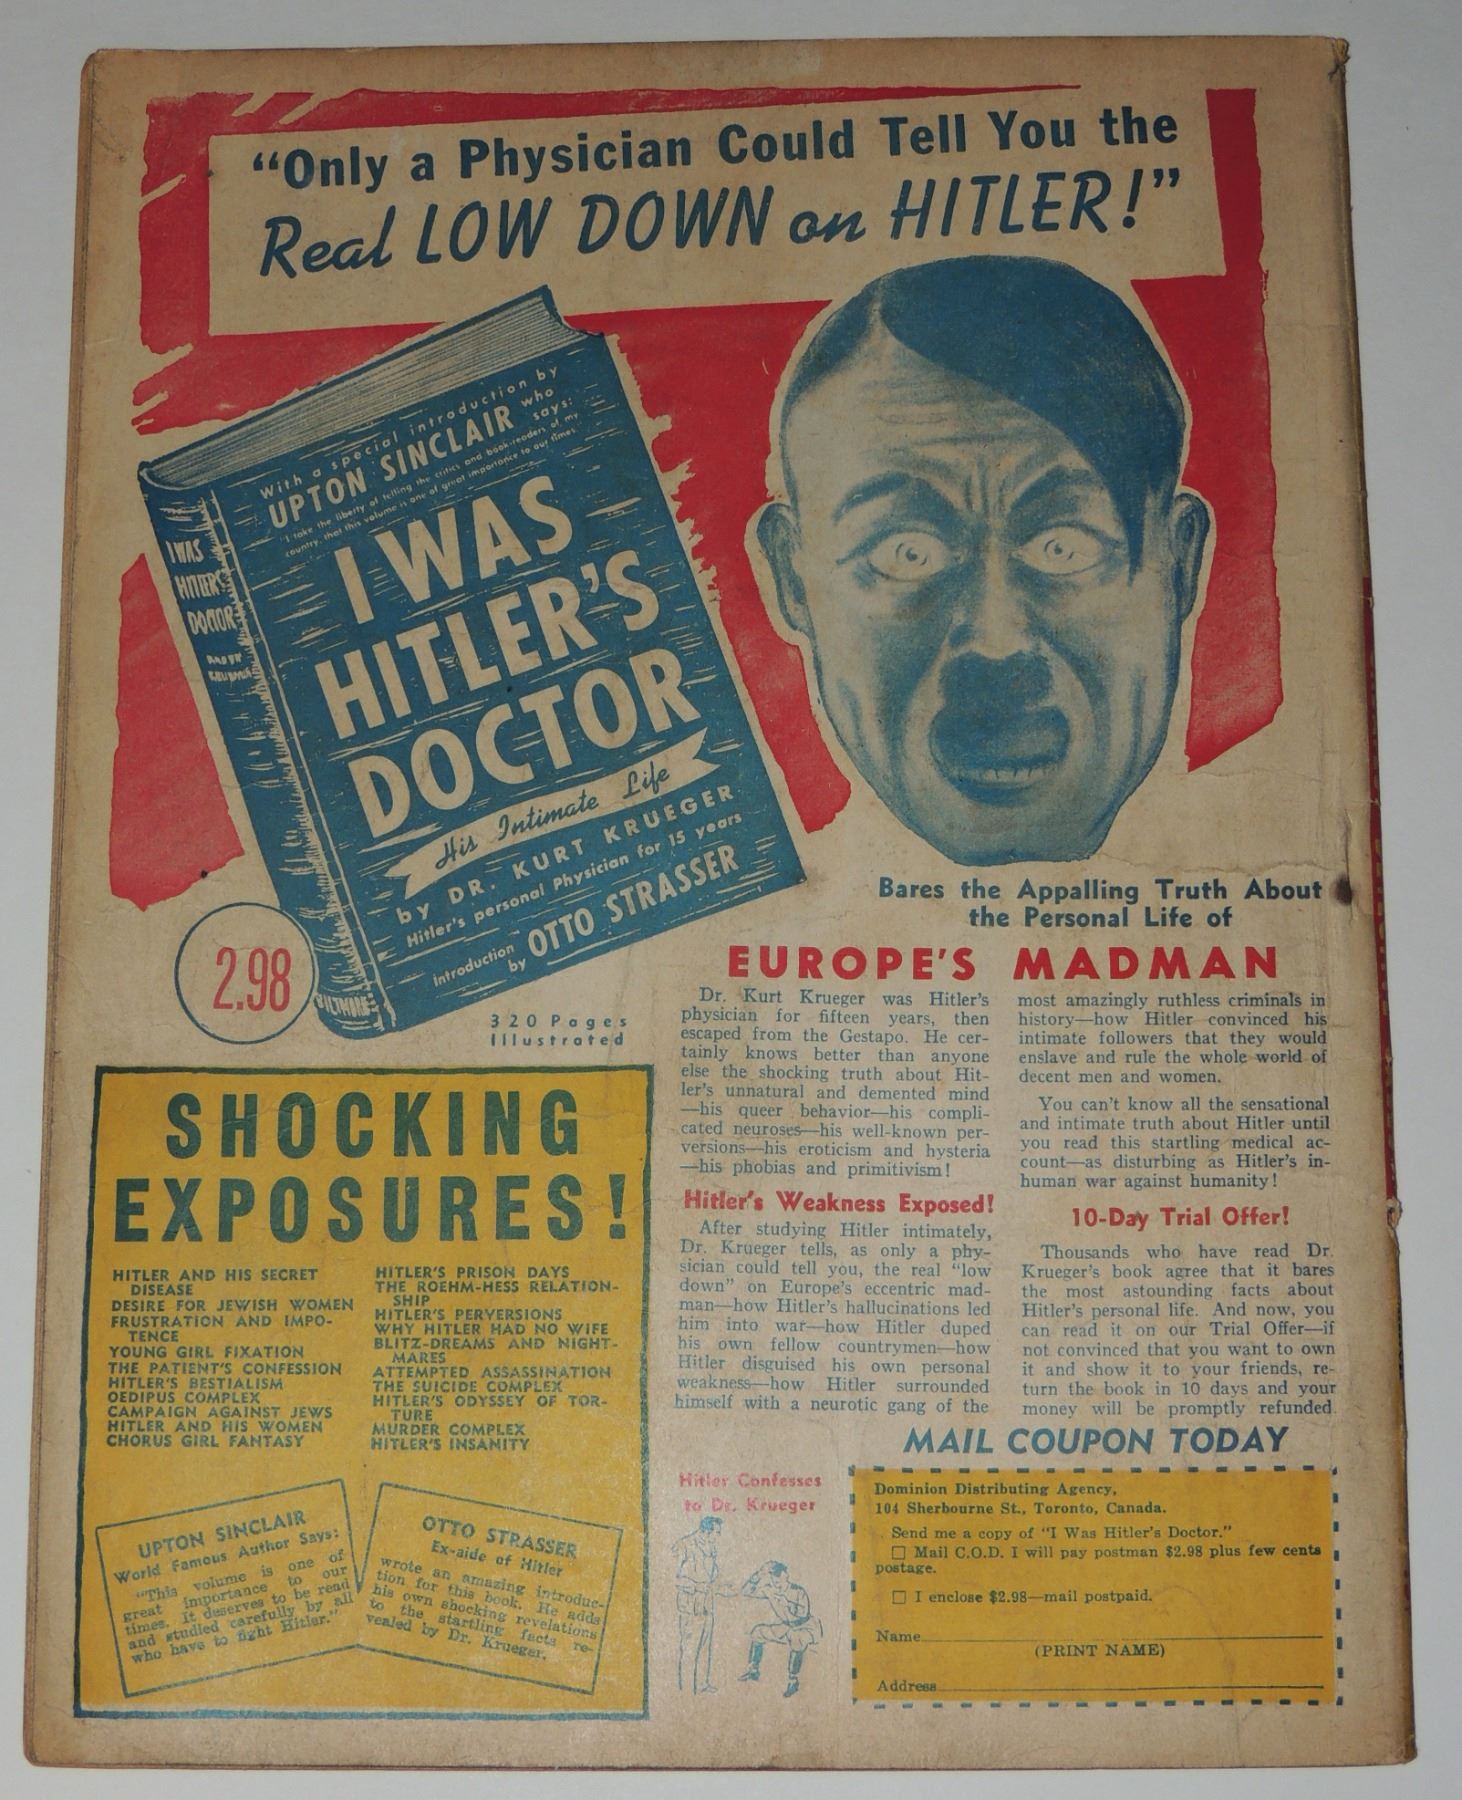 “Only a Physician Could Tell You the
Real LOW DOWN on HITLER!”
With a special introduction by
UPTON SINCLAIR who says:
"I take the liberty of telling the critics and book-readers of my
country, that this volume is one of great importance to our times"
I WAS
HITLER'S
DOCTOR
His Intimate Life
by DR. KURT KRUEGER
Hitler's personal Physician for 15 years
introduction by OTTO STRASSER
I WAS
HITLER'S
DOCTOR
BILTMORE
2.98
320 Pages
Illustrated
Bares the Appalling Truth About
the Personal Life of
EUROPE'S MADMAN
Dr. Kurt Krueger was Hitler's
physician for fifteen years, then
escaped from the Gestapo. He cer-
tainly knows better than anyone
else the shocking truth about Hit-
ler's unnatural and demented mind
—his queer behavior—his compli-
cated neuroses—his well-known per-
versions—his eroticism and hysteria
—his phobias and primitivism!
Hitler's Weakness Exposed!
After studying Hitler intimately,
Dr. Krueger tells, as only a phy-
sician could tell you, the real "low
down" on Europe's eccentric mad-
man—how Hitler's hallucinations led
him into war—how Hitler duped
his own fellow countrymen—how
Hitler disguised his own personal
weakness—how Hitler surrounded
himself with a neurotic gang of the
most amazingly ruthless criminals in
history—how Hitler convinced his
intimate followers that they would
enslave and rule the whole world of
decent men and women.
You can't know all the sensational
and intimate truth about Hitler until
you read this startling medical ac-
count—as disturbing as Hitler's in-
human war against humanity!
10-Day Trial Offer!
Thousands who have read Dr.
Krueger's book agree that it bares
the most astounding facts about
Hitler's personal life. And now, you
can read it on our Trial Offer—if
not convinced that you want to own
it and show it to your friends, re-
turn the book in 10 days and your
money will be promptly refunded.
SHOCKING
EXPOSURES!
HITLER AND HIS SECRET
DISEASE
DESIRE FOR JEWISH WOMEN
FRUSTRATION AND IMPO-
TENCE
YOUNG GIRL FIXATION
THE PATIENT'S CONFESSION
HITLER'S BESTIALISM
OEDIPUS COMPLEX
CAMPAIGN AGAINST JEWS
HITLER AND HIS WOMEN
CHORUS GIRL FANTASY
HITLER'S PRISON DAYS
THE ROEHM-HESS RELATION-
SHIP
HITLER'S PERVERSIONS
WHY HITLER HAD NO WIFE
BLITZ-DREAMS AND NIGHT-
MARES
ATTEMPTED ASSASSINATION
THE SUICIDE COMPLEX
HITLER'S ODYSSEY OF TOR-
TURE
MURDER COMPLEX
HITLER'S INSANITY
UPTON SINCLAIR
World Famous Author Says:
"This volume is one of
great importance to our
times. It deserves to be read
and studied carefully by all
who have to fight Hitler."
OTTO STRASSER
Ex-aide of Hitler
wrote an amazing introduc-
tion for this book. He adds
his own shocking revelations
to the startling facts re-
vealed by Dr. Krueger.
Hitler Confesses
to Dr. Krueger
MAIL COUPON TODAY
Dominion Distributing Agency,
104 Sherbourne St., Toronto, Canada.
Send me a copy of "I Was Hitler's Doctor."
□ Mail C.O.D. I will pay postman $2.98 plus few cents
postage.
□ I enclose $2.98—mail postpaid.
Name
(PRINT NAME)
Address